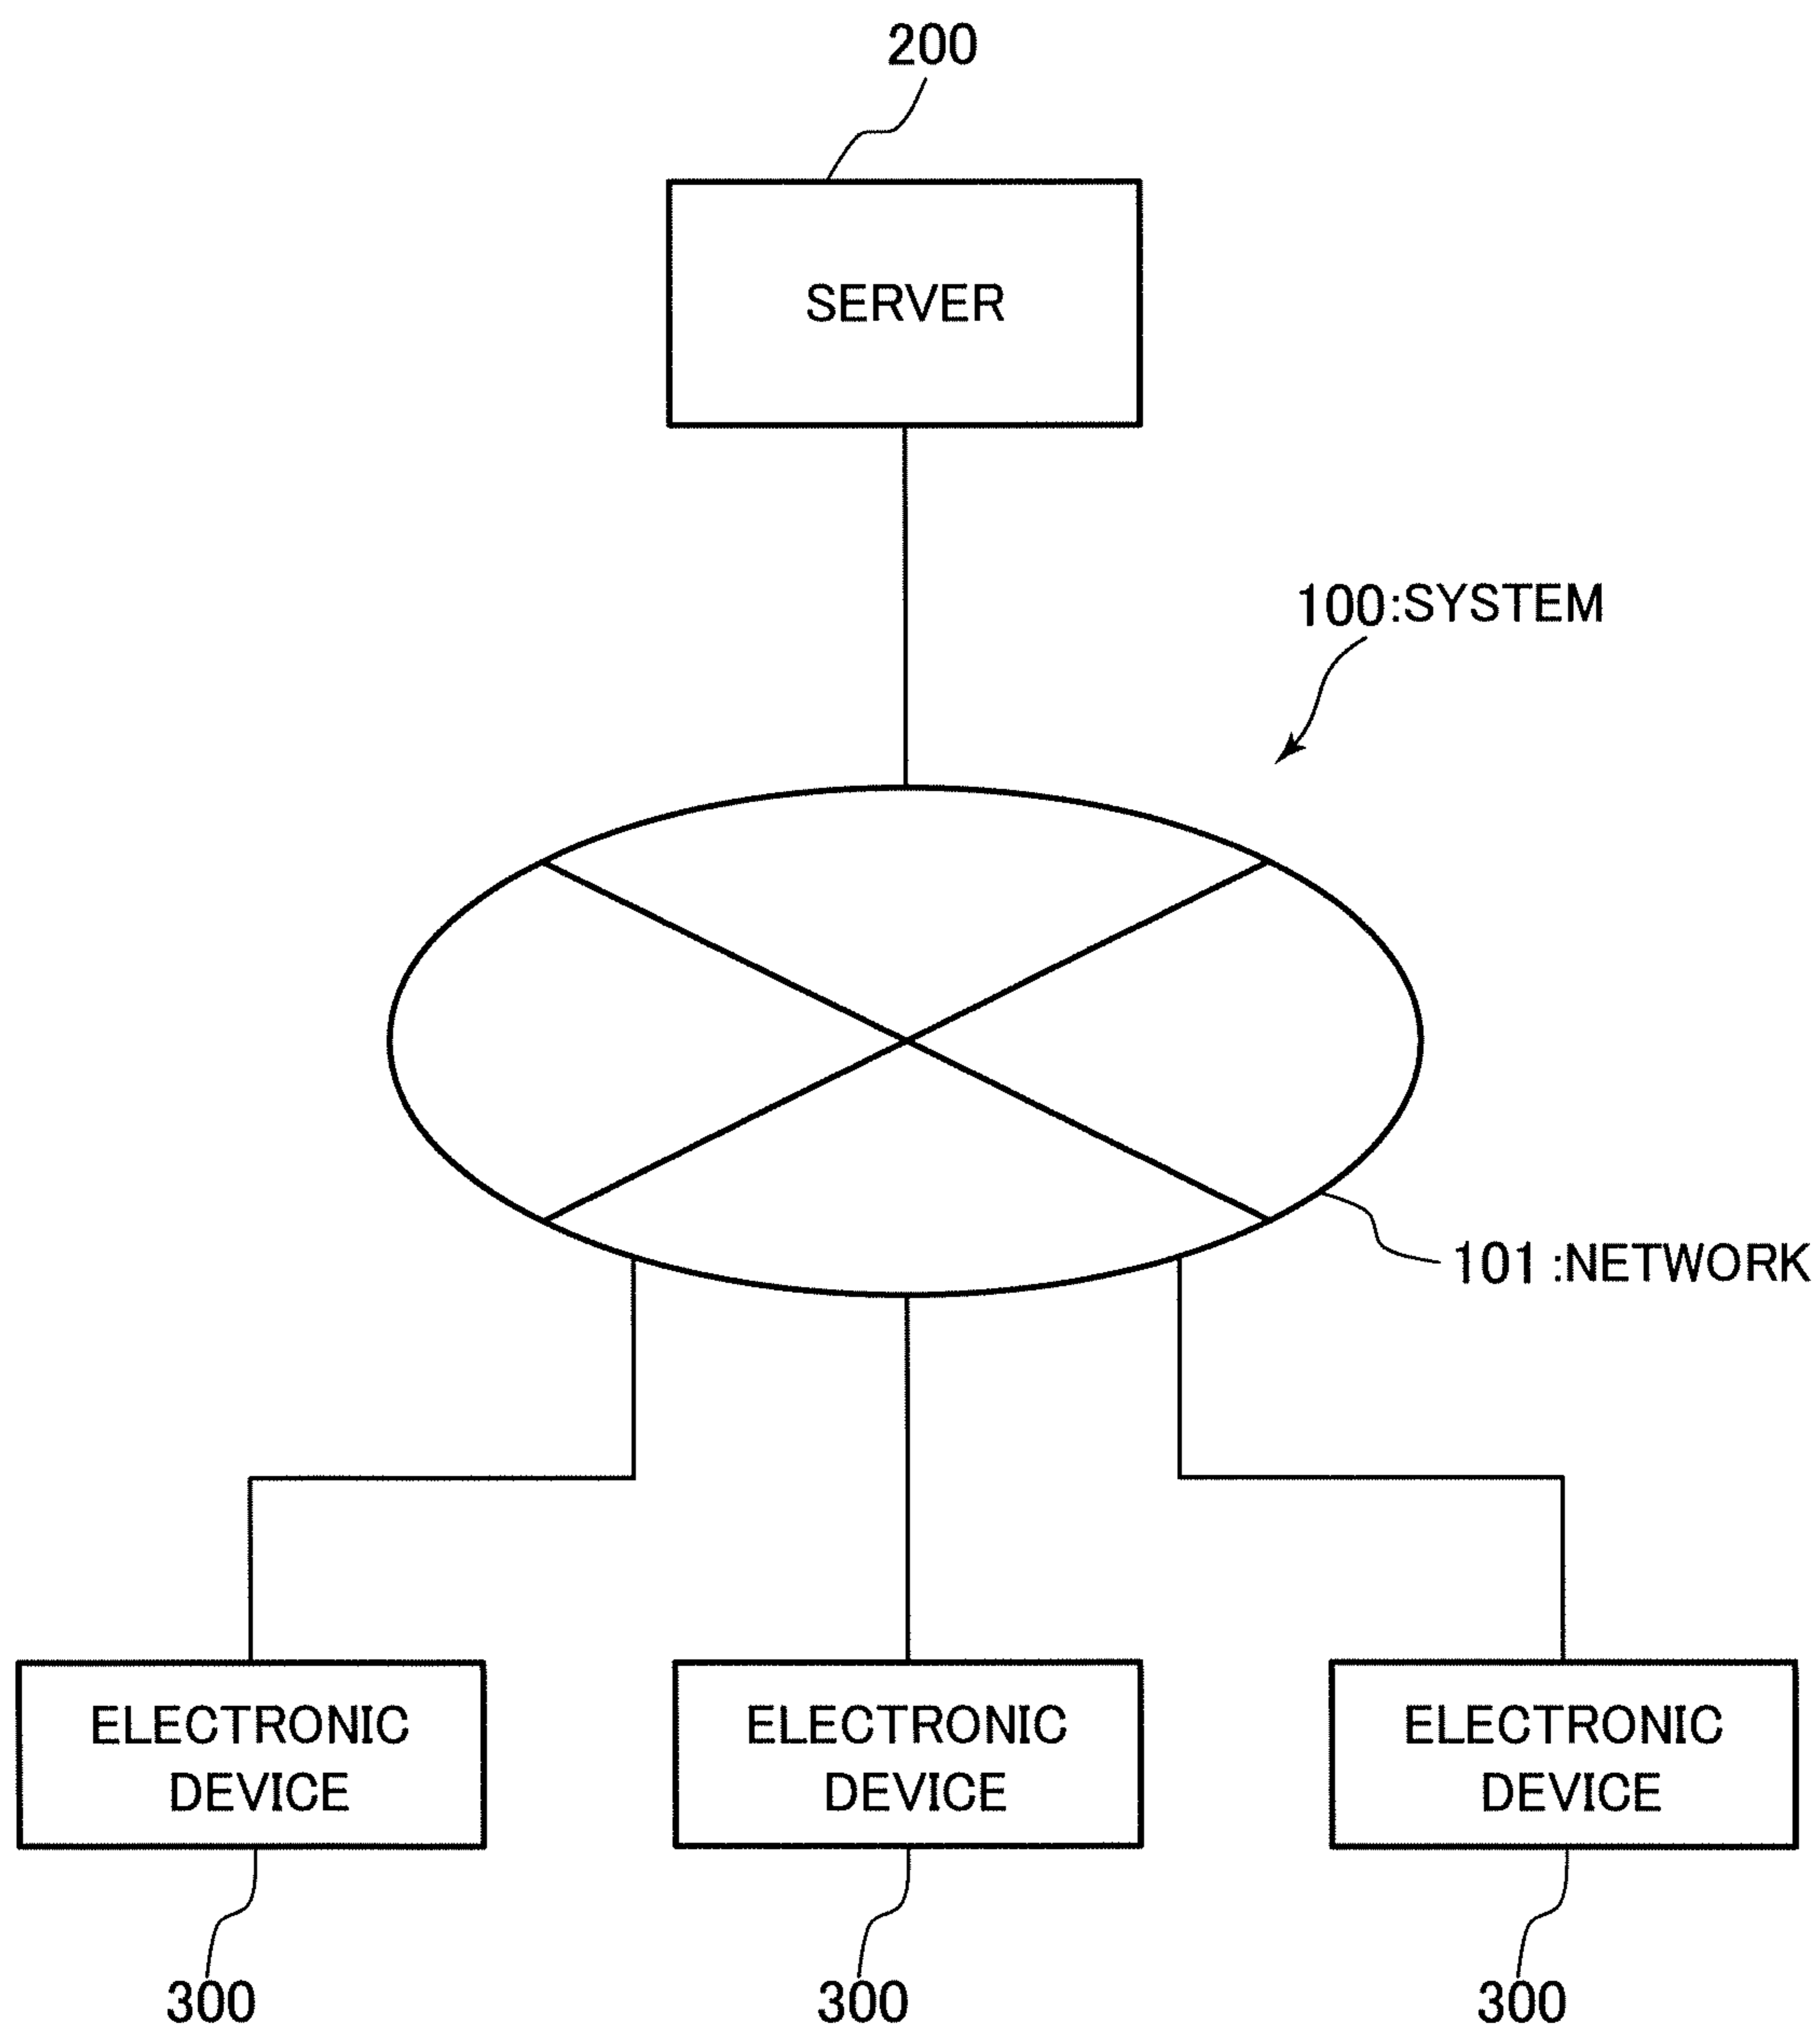 200
SERVER
100:SYSTEM
101:NETWORK
ELECTRONIC
DEVICE
ELECTRONIC
DEVICE
ELECTRONIC
DEVICE
300
300
300